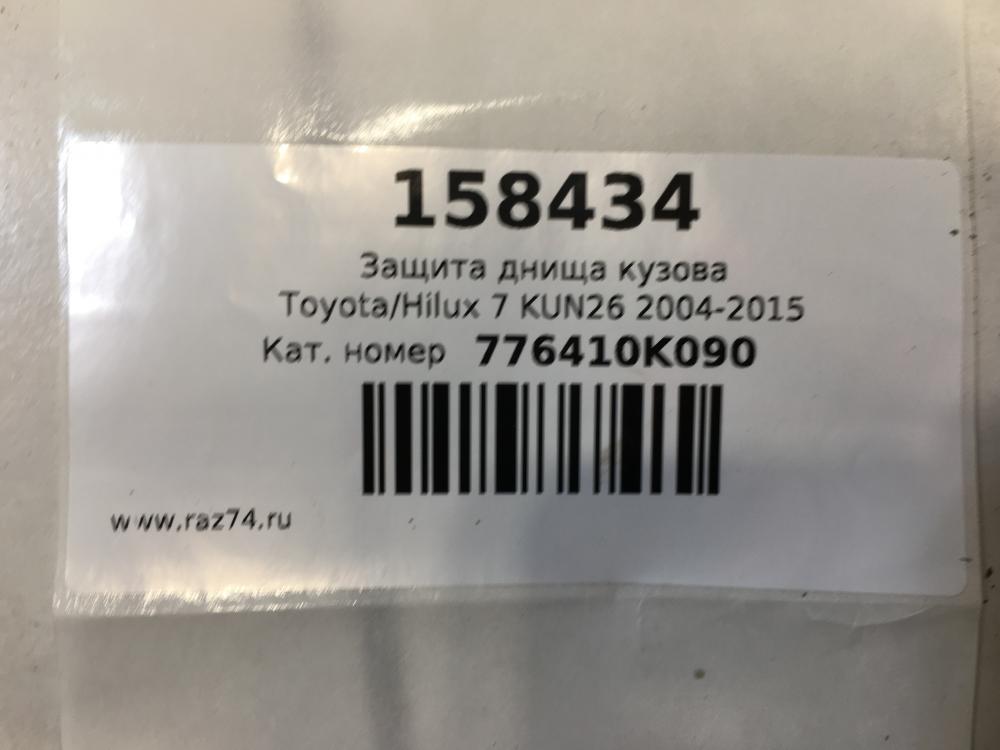 158434
Защита днища кузова
Toyota/Hilux 7 KUN26 2004-2015
Кат. номер 776410K090
www.raz74.ru